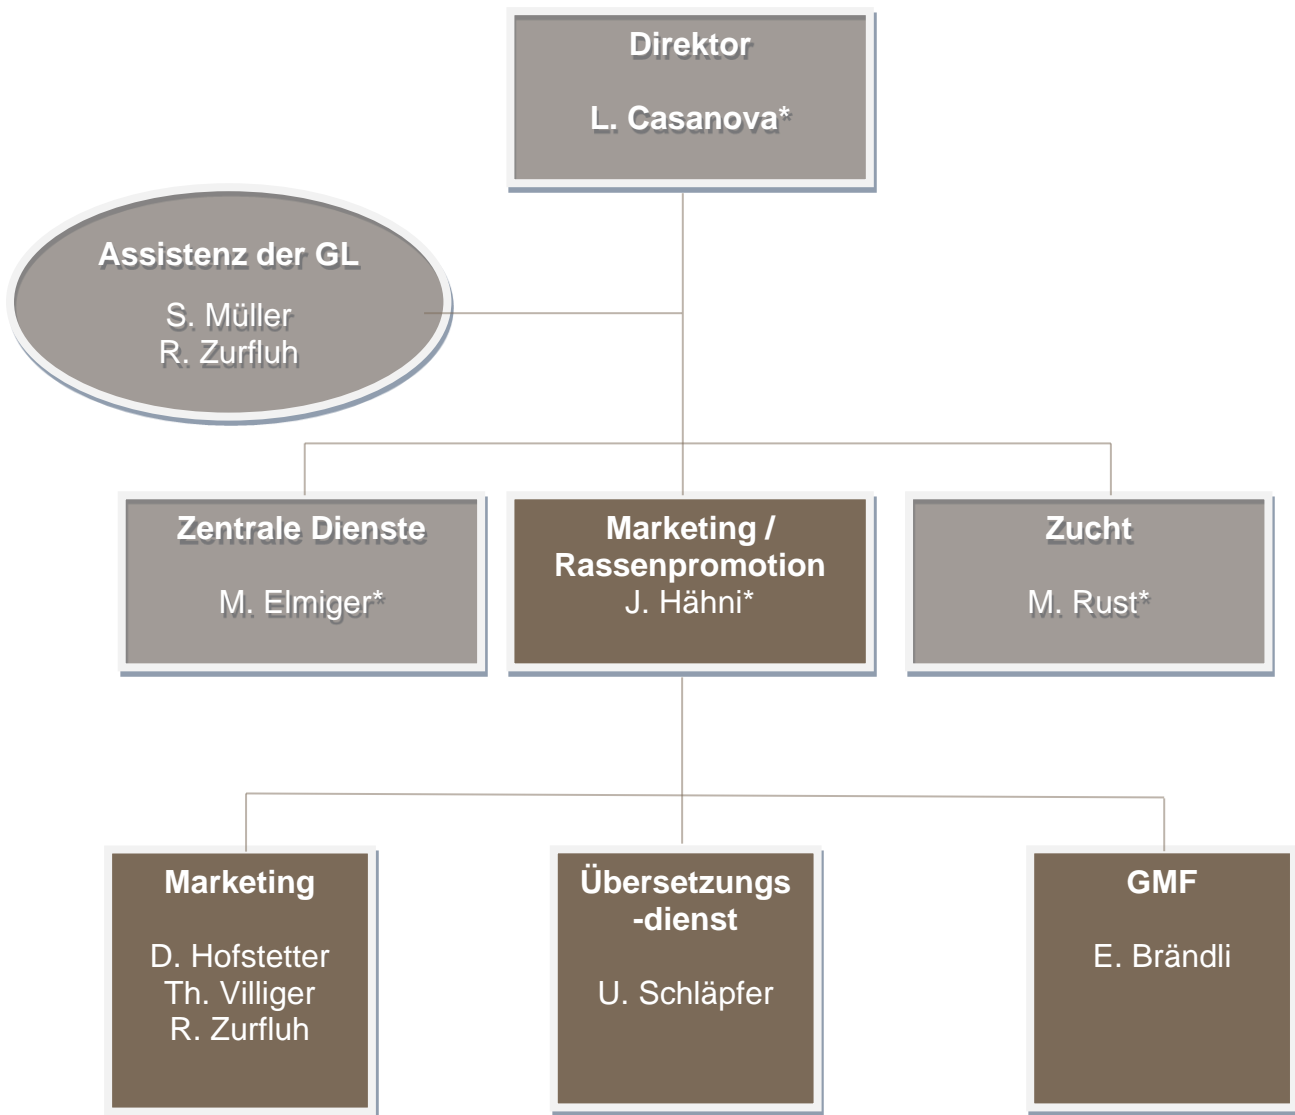 Direktor
L. Casanova*
Assistenz der GL
S. Müller
R. Zurfluh
Zentrale Dienste
M. Elmiger*
Marketing /
Rassenpromotion
J. Hähni*
Zucht
M. Rust*
Marketing
D. Hofstetter
Th. Villiger
R. Zurfluh
Übersetzungs
-dienst
U. Schläpfer
GMF
E. Brändli